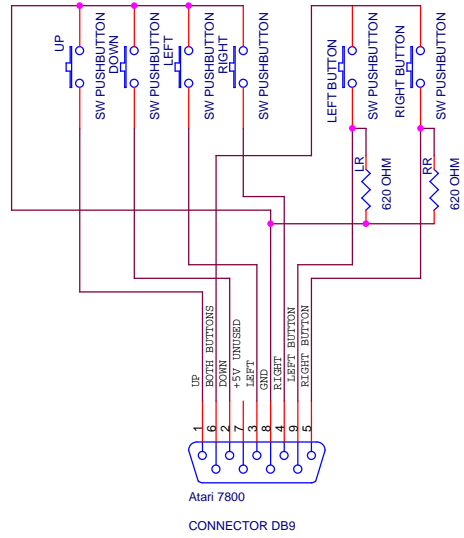 UP
SW PUSHBUTTON
DOWN
SW PUSHBUTTON
LEFT
SW PUSHBUTTON
RIGHT
SW PUSHBUTTON
LEFT BUTTON
SW PUSHBUTTON
RIGHT BUTTON
SW PUSHBUTTON
LR
620 OHM
RR
620 OHM
UP
BOTH BUTTONS
DOWN
+5V UNUSED
LEFT
GND
RIGHT
LEFT BUTTON
RIGHT BUTTON
1
6
2
7
3
8
4
9
5
Atari 7800
CONNECTOR DB9